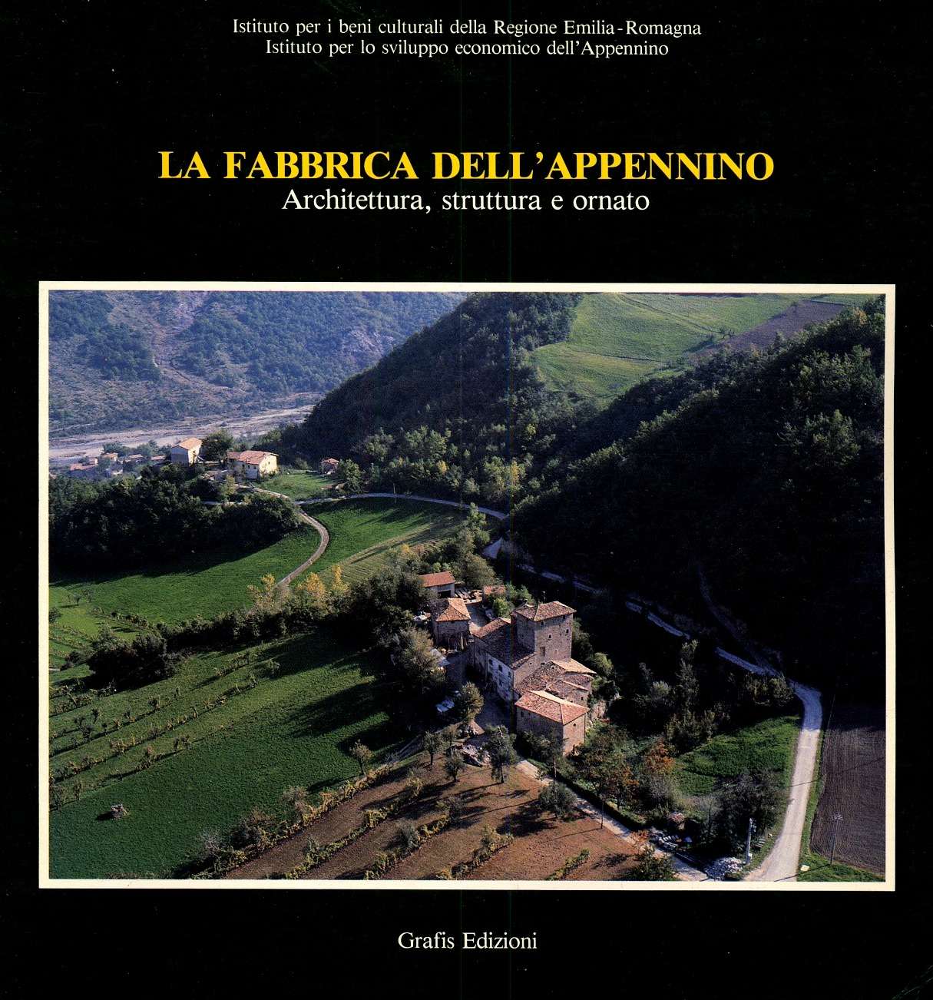 Istituto per i beni culturali della Regione Emilia-Romagna
Istituto per lo sviluppo economico dell'Appennino
LA FABBRICA DELL'APPENNINO
Architettura, struttura e ornato
Grafis Edizioni